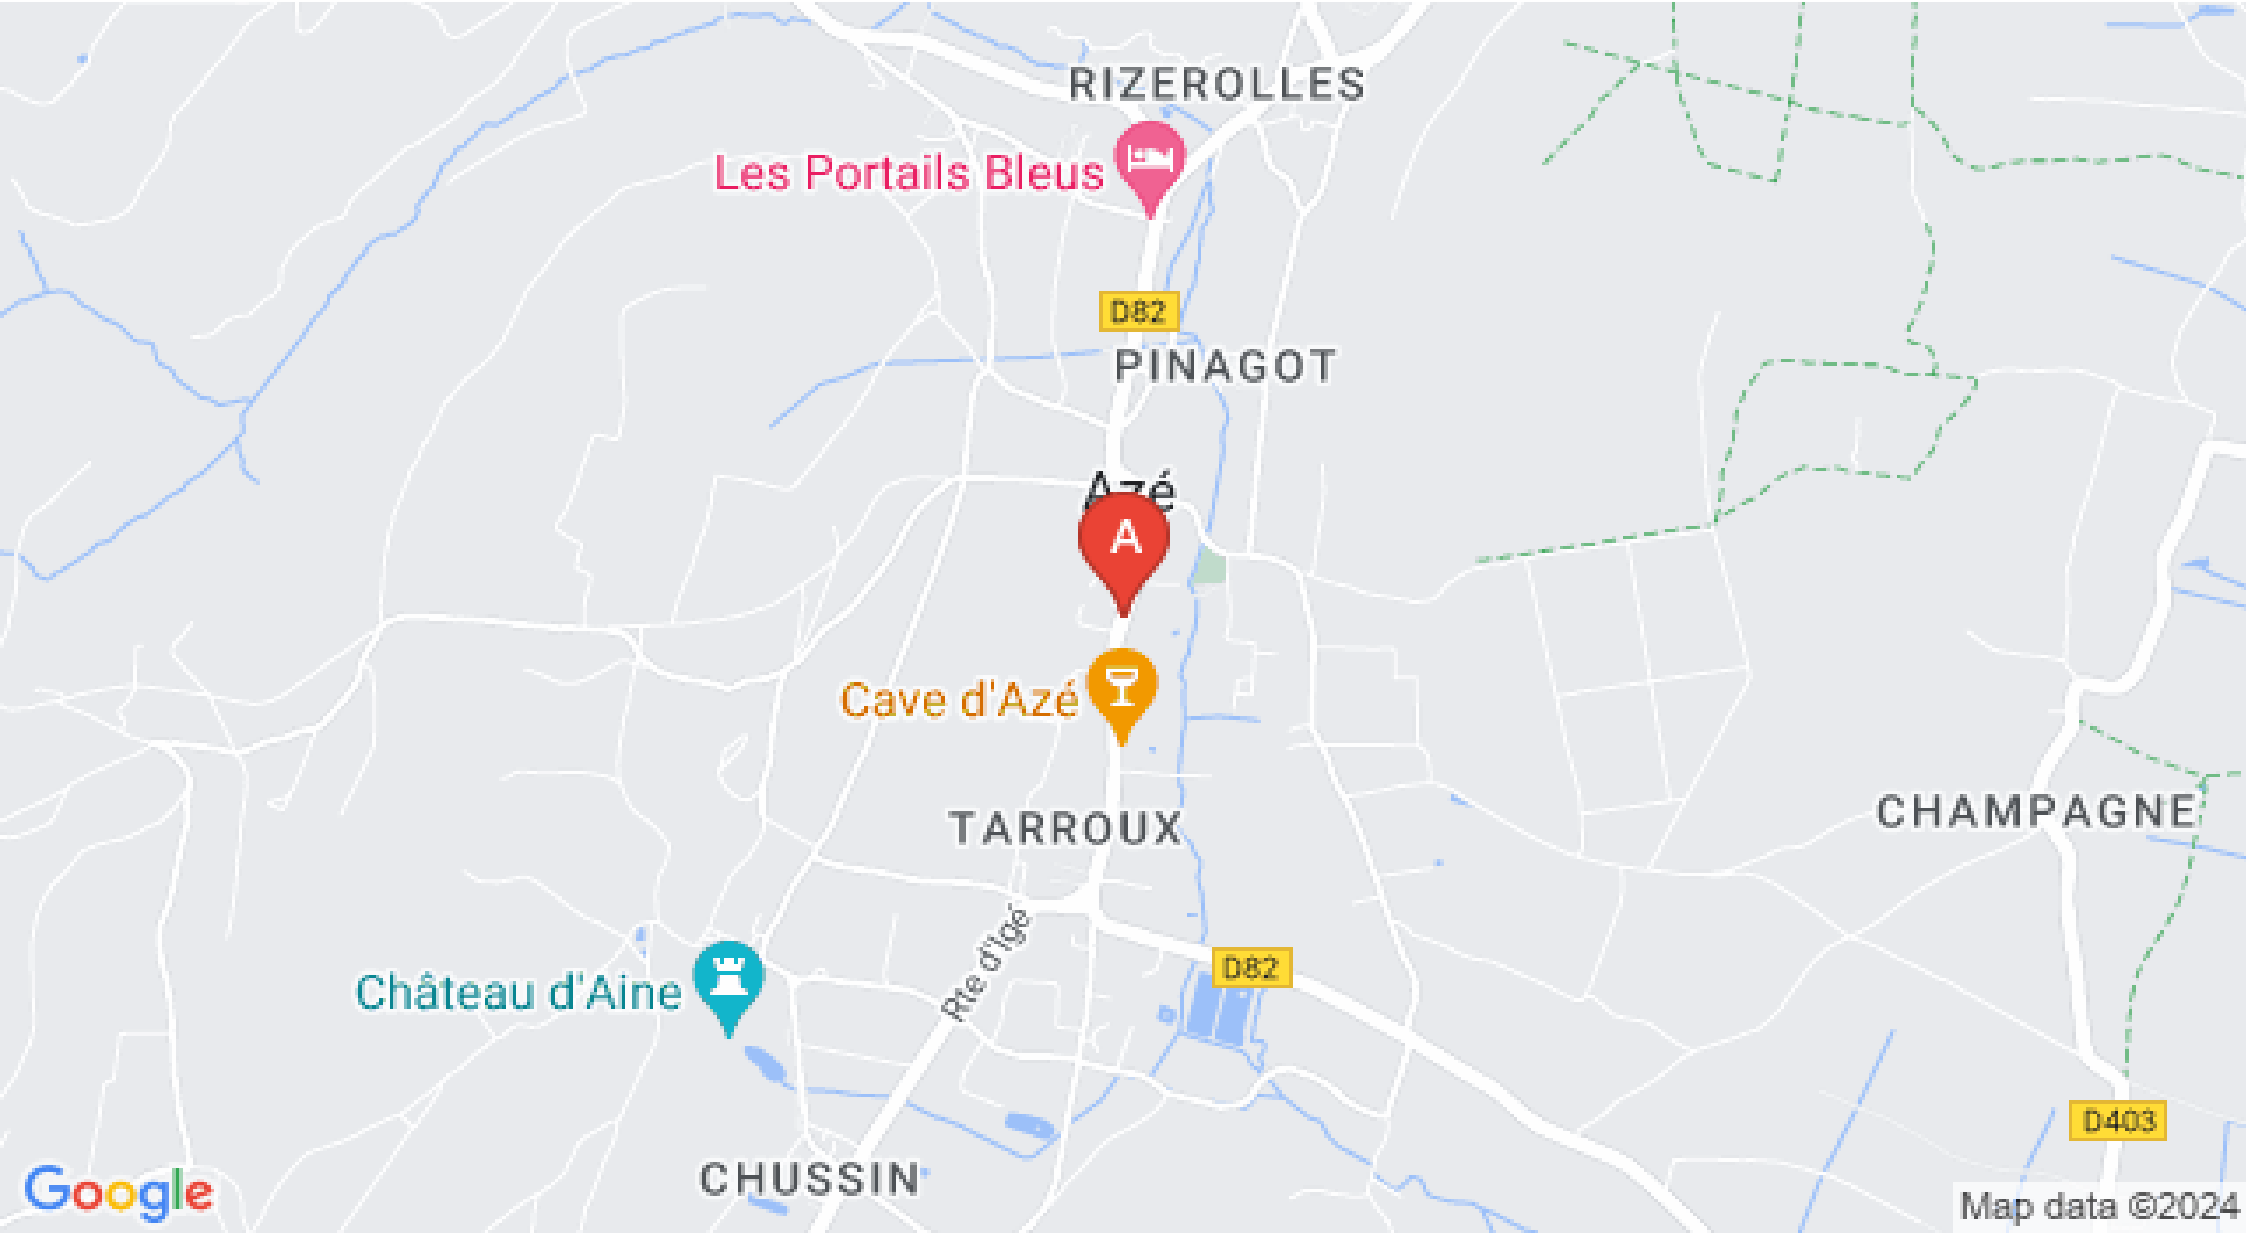 RIZEROLLES
Les Portails Bleus
D82
PINAGOT
Azé
A
Cave d'Azé
TARROUX
CHAMPAGNE
Rte d'Igé
D82
Château d'Aine
D403
CHUSSIN
Google
Map data ©2024